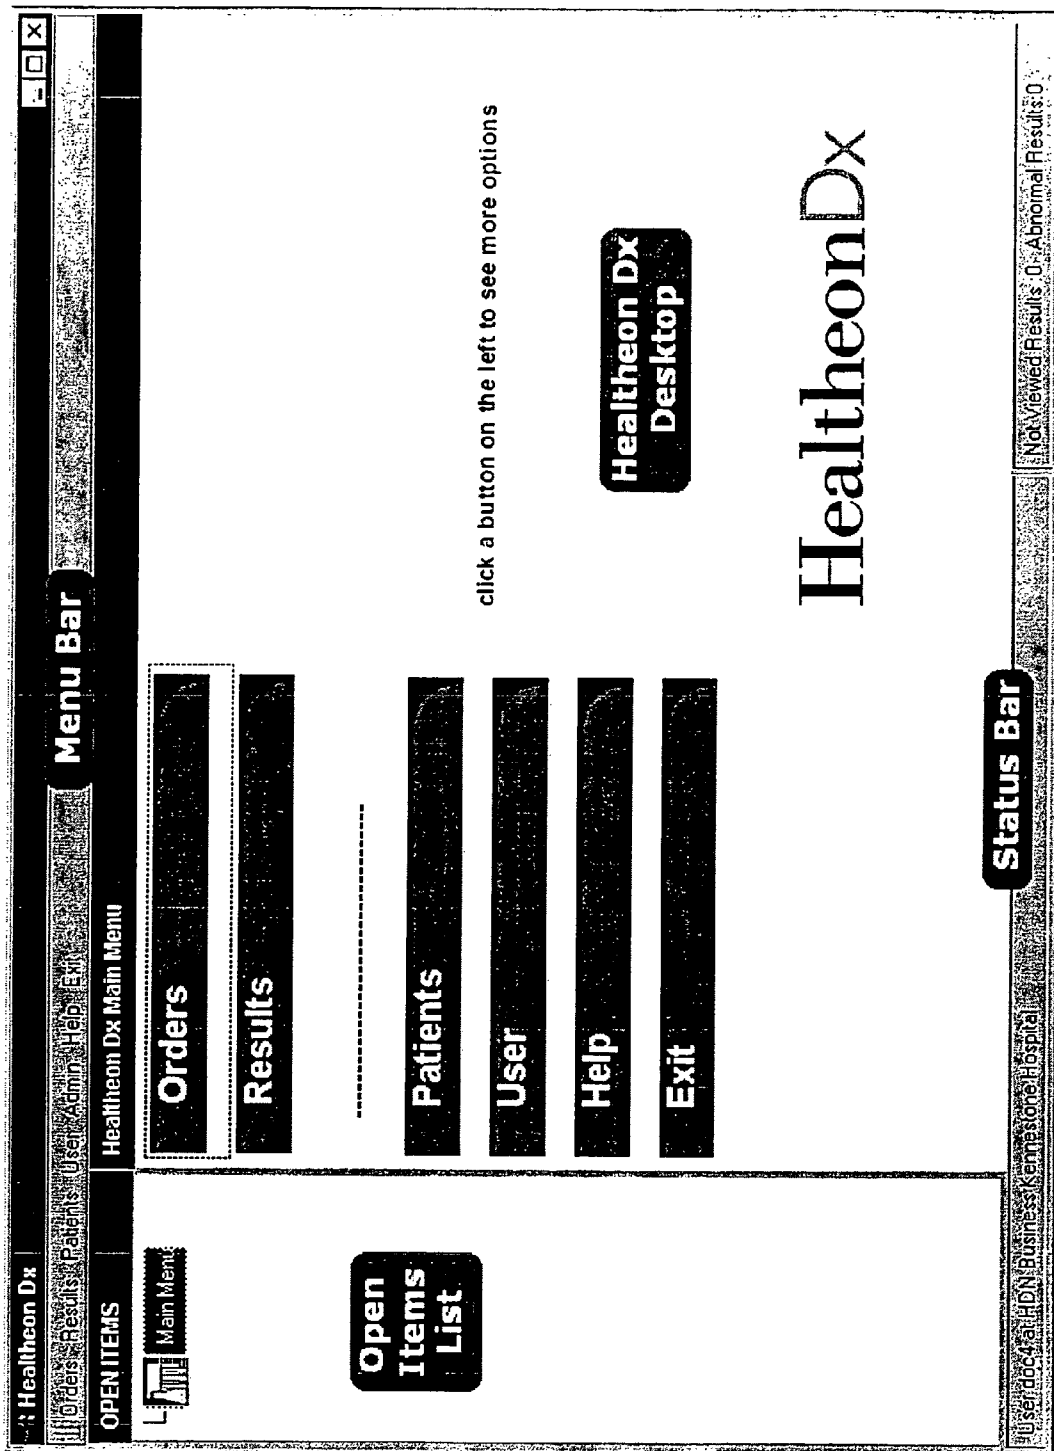 Healtheon Dx
Orders Results Patients User Admin Help Exit
Menu Bar
OPEN ITEMS
Healtheon Dx Main Menu
Main Menu
Open
Items
List
Orders
Results
Patients
User
Help
Exit
click a button on the left to see more options
Healtheon Dx
Desktop
HealtheonDx
Status Bar
User doc4 at HDN Business Kennestone Hospital
Not Viewed Results :0 Abnormal Results:0